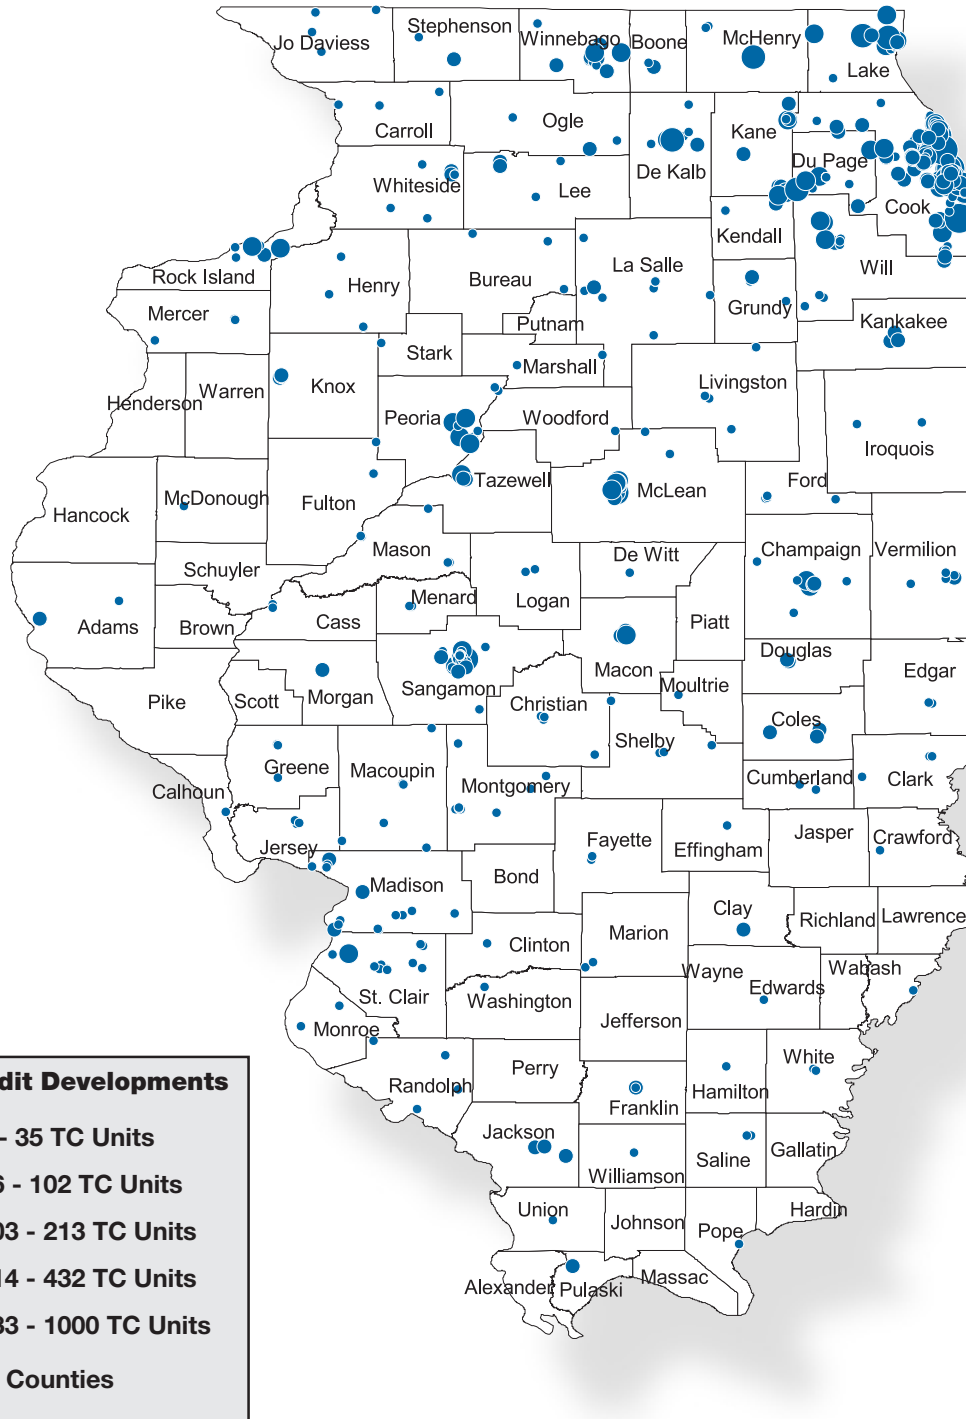 Jo Daviess
Stephenson
Winnebago
Boone
McHenry
Lake
Carroll
Ogle
De Kalb
Kane
Du Page
Cook
Whiteside
Lee
Kendall
Will
Rock Island
Henry
Bureau
La Salle
Grundy
Kankakee
Mercer
Putnam
Stark
Marshall
Livingston
Henderson
Warren
Knox
Peoria
Woodford
Iroquois
Hancock
McDonough
Fulton
Tazewell
McLean
Ford
Schuyler
Mason
De Witt
Champaign
Vermilion
Adams
Brown
Cass
Menard
Logan
Piatt
Macon
Douglas
Edgar
Pike
Scott
Morgan
Sangamon
Christian
Moultrie
Shelby
Coles
Greene
Macoupin
Montgomery
Cumberland
Clark
Calhoun
Jersey
Fayette
Effingham
Jasper
Crawford
Madison
Bond
Clay
Richland
Lawrence
Clinton
Marion
Wayne
Edwards
Wabash
St. Clair
Washington
Jefferson
Monroe
Randolph
Perry
Franklin
Hamilton
White
Jackson
Williamson
Saline
Gallatin
Union
Johnson
Pope
Hardin
Alexander
Pulaski
Massac
dit Developments
- 35 TC Units
- 102 TC Units
03 - 213 TC Units
14 - 432 TC Units
33 - 1000 TC Units
Counties